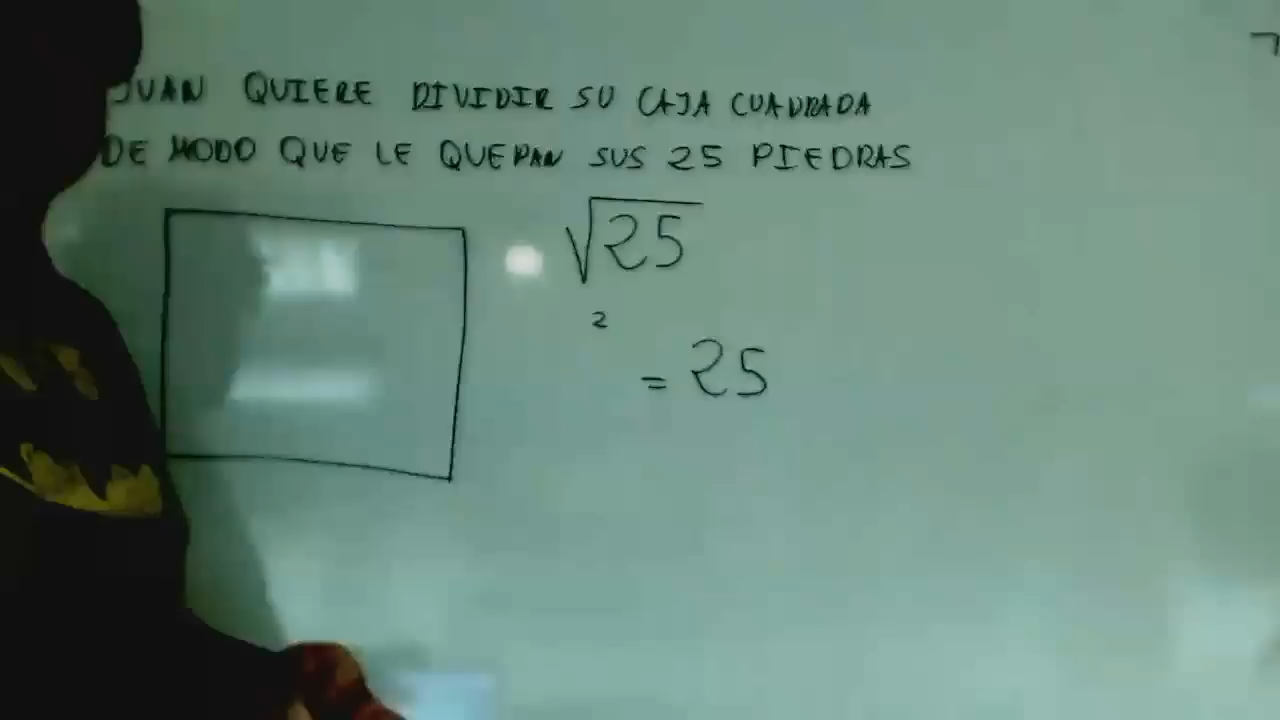 JUAN QUIERE DIVIDIR SU CAJA CUADRADA
DE MODO QUE LE QUEPAN SUS 25 PIEDRAS
√25
2
= 25